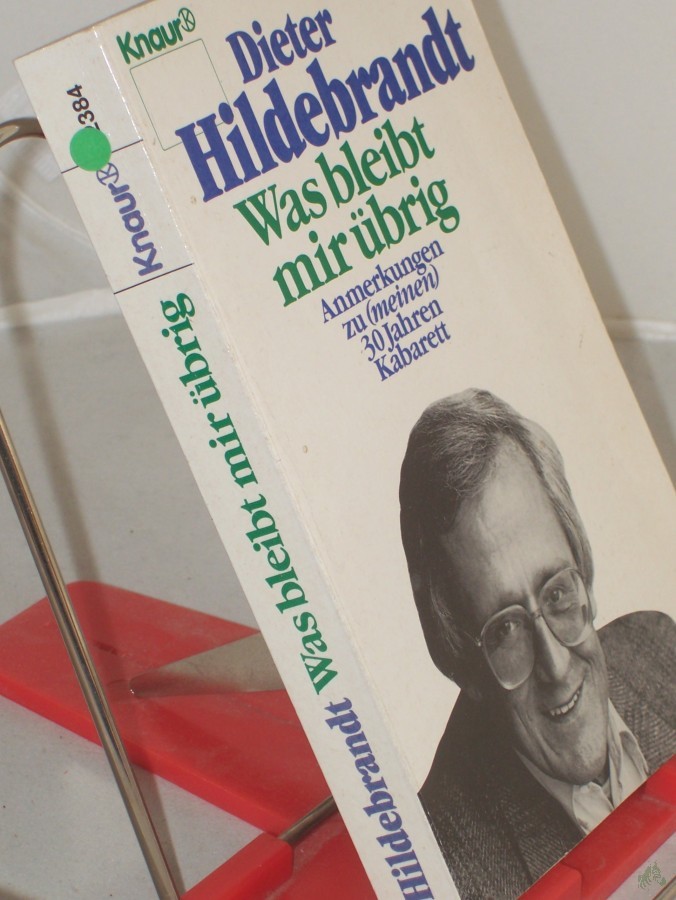 Knaur
Dieter
Hildebrandt
Was bleibt
mir übrig
Anmerkungen
zu (meinen)
30 Jahren
Kabarett
2384
Knaur
Was bleibt mir übrig
Hildebrandt